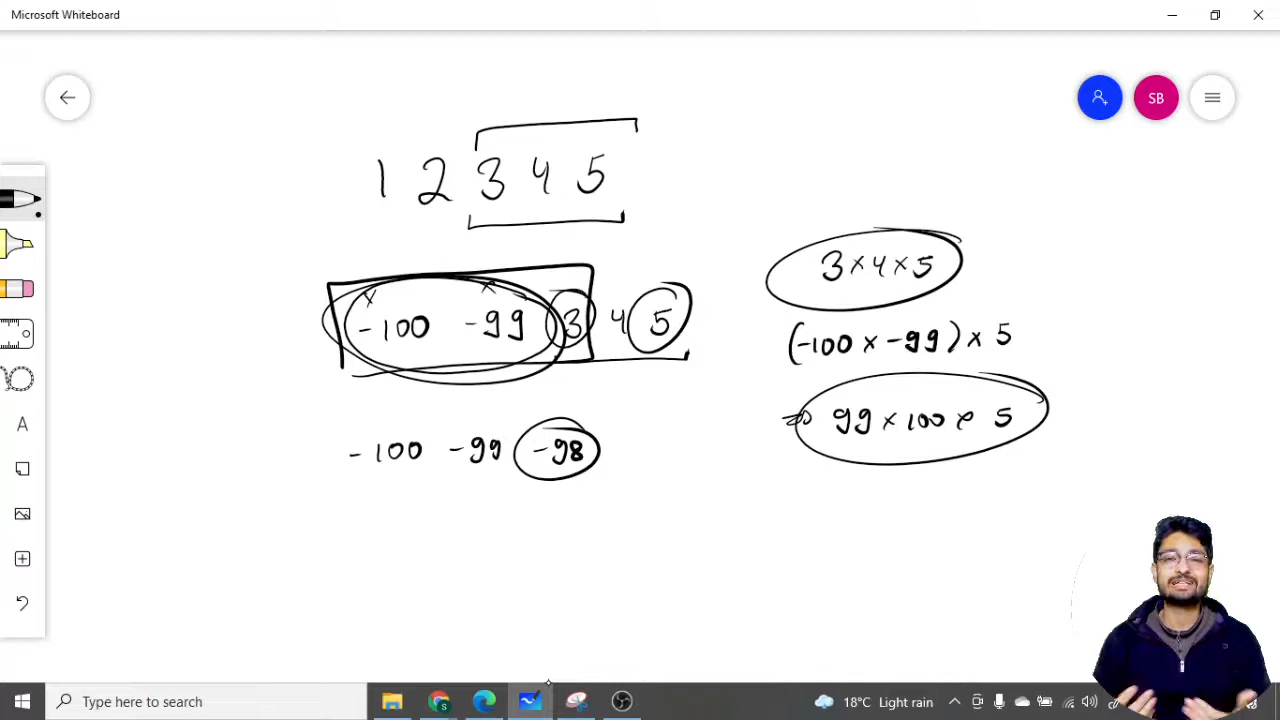 Microsoft Whiteboard
SB
1 2 3 4 5
3 × 4 × 5
-100 -99 3 4 5
(-100 × -99) × 5
⇒ 99 × 100 × 5
-100 -99 -98
A
Type here to search
18°C Light rain